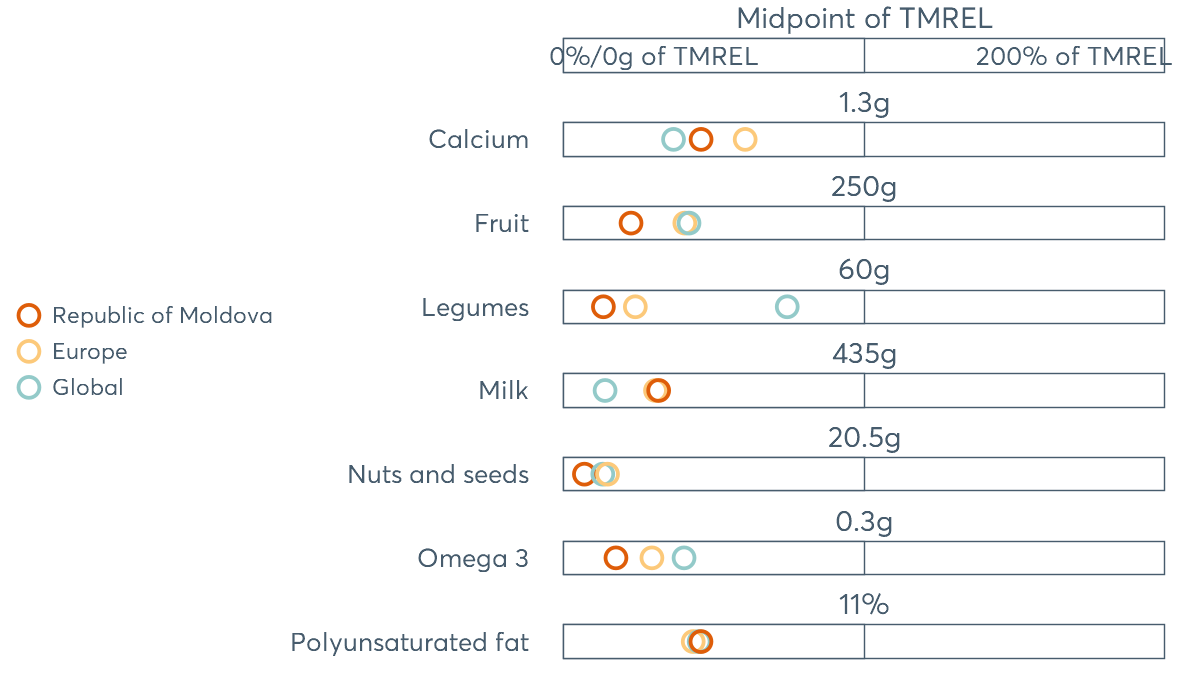 Midpoint of TMREL
0%/0g of TMREL 200% of TMREL
1.3g
Calcium
250g
Fruit
60g
Legumes
Republic of Moldova
435g
Europe
Global
Milk
20.5g
Nuts and seeds
0.3g
Omega 3
11%
Polyunsaturated fat